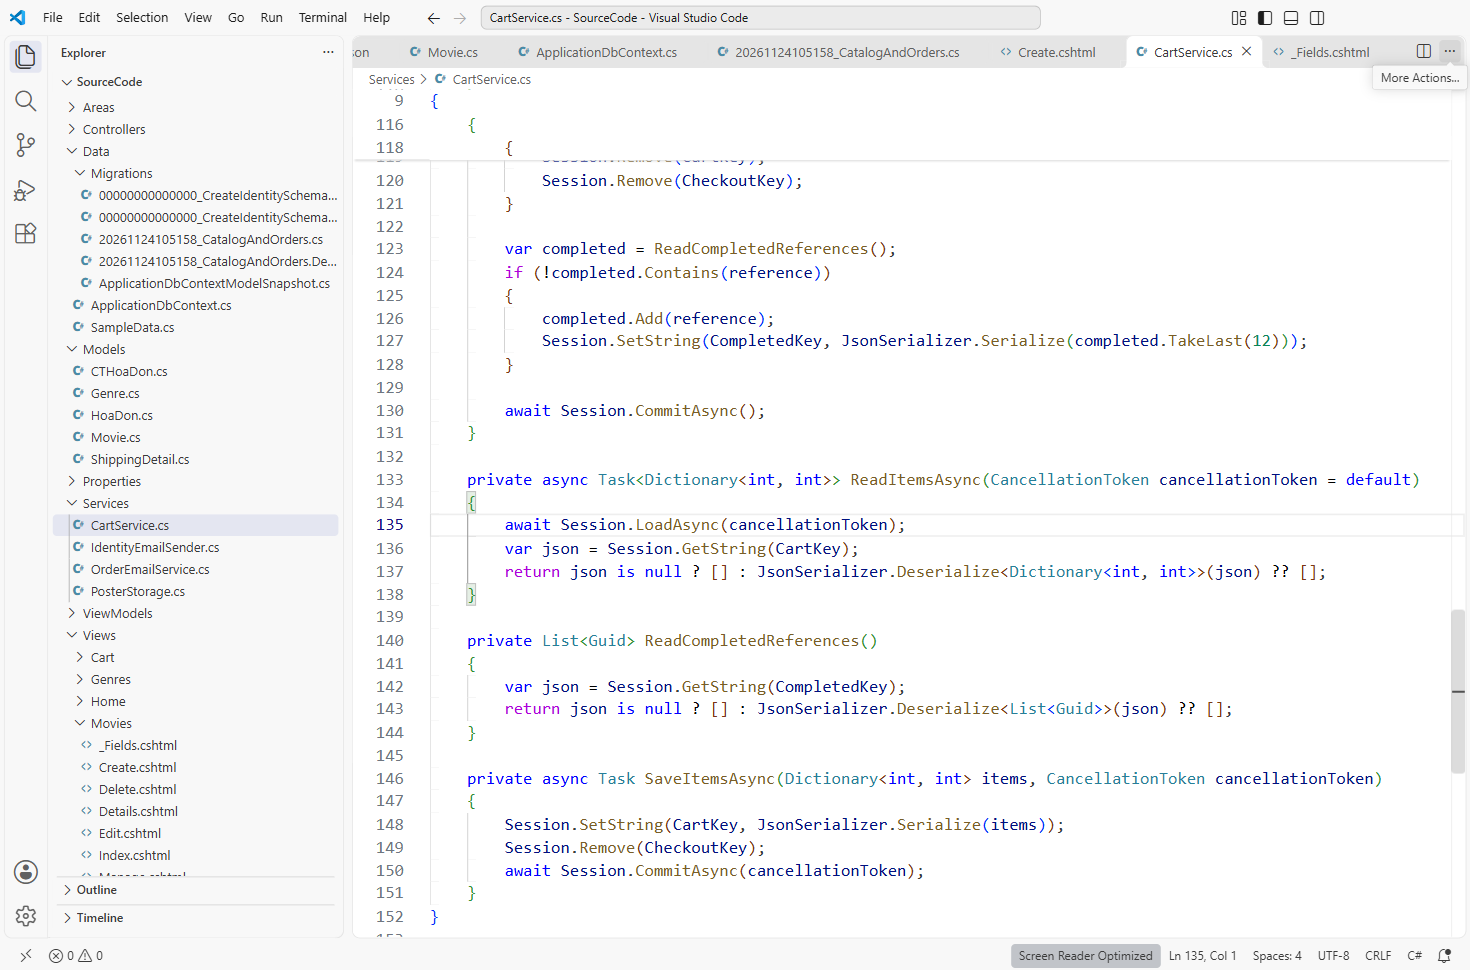 File Edit Selection View Go Run Terminal Help
CartService.cs - SourceCode - Visual Studio Code
Explorer
SourceCode
Areas
Controllers
Data
Migrations
00000000000000_CreateIdentitySchema...
00000000000000_CreateIdentitySchema...
20261124105158_CatalogAndOrders.cs
20261124105158_CatalogAndOrders.De...
ApplicationDbContextModelSnapshot.cs
ApplicationDbContext.cs
SampleData.cs
Models
CTHoaDon.cs
Genre.cs
HoaDon.cs
Movie.cs
ShippingDetail.cs
Properties
Services
CartService.cs
IdentityEmailSender.cs
OrderEmailService.cs
PosterStorage.cs
ViewModels
Views
Cart
Genres
Home
Movies
_Fields.cshtml
Create.cshtml
Delete.cshtml
Details.cshtml
Edit.cshtml
Index.cshtml
Outline
Timeline
son Movie.cs ApplicationDbContext.cs 20261124105158_CatalogAndOrders.cs Create.cshtml CartService.cs _Fields.cshtml
More Actions...
Services > CartService.cs
9 {
116 {
118 {
120 Session.Remove(CheckoutKey);
121 }
122
123 var completed = ReadCompletedReferences();
124 if (!completed.Contains(reference))
125 {
126 completed.Add(reference);
127 Session.SetString(CompletedKey, JsonSerializer.Serialize(completed.TakeLast(12)));
128 }
129
130 await Session.CommitAsync();
131 }
132
133 private async Task<Dictionary<int, int>> ReadItemsAsync(CancellationToken cancellationToken = default)
134 {
135 await Session.LoadAsync(cancellationToken);
136 var json = Session.GetString(CartKey);
137 return json is null ? [] : JsonSerializer.Deserialize<Dictionary<int, int>>(json) ?? [];
138 }
139
140 private List<Guid> ReadCompletedReferences()
141 {
142 var json = Session.GetString(CompletedKey);
143 return json is null ? [] : JsonSerializer.Deserialize<List<Guid>>(json) ?? [];
144 }
145
146 private async Task SaveItemsAsync(Dictionary<int, int> items, CancellationToken cancellationToken)
147 {
148 Session.SetString(CartKey, JsonSerializer.Serialize(items));
149 Session.Remove(CheckoutKey);
150 await Session.CommitAsync(cancellationToken);
151 }
152 }
0 0
Screen Reader Optimized Ln 135, Col 1 Spaces: 4 UTF-8 CRLF C#